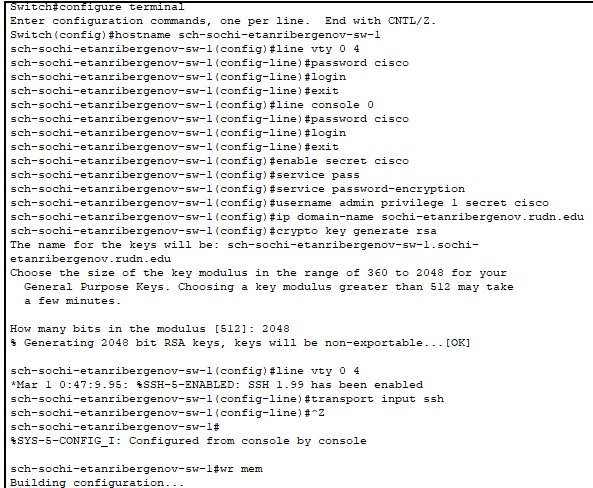 Switch#configure terminal
Enter configuration commands, one per line.  End with CNTL/Z.
Switch(config)#hostname sch-sochi-etanribergenov-sw-1
sch-sochi-etanribergenov-sw-1(config)#line vty 0 4
sch-sochi-etanribergenov-sw-1(config-line)#password cisco
sch-sochi-etanribergenov-sw-1(config-line)#login
sch-sochi-etanribergenov-sw-1(config-line)#exit
sch-sochi-etanribergenov-sw-1(config)#line console 0
sch-sochi-etanribergenov-sw-1(config-line)#password cisco
sch-sochi-etanribergenov-sw-1(config-line)#login
sch-sochi-etanribergenov-sw-1(config-line)#exit
sch-sochi-etanribergenov-sw-1(config)#enable secret cisco
sch-sochi-etanribergenov-sw-1(config)#service pass
sch-sochi-etanribergenov-sw-1(config)#service password-encryption
sch-sochi-etanribergenov-sw-1(config)#username admin privilege 1 secret cisco
sch-sochi-etanribergenov-sw-1(config)#ip domain-name sochi-etanribergenov.rudn.edu
sch-sochi-etanribergenov-sw-1(config)#crypto key generate rsa
The name for the keys will be: sch-sochi-etanribergenov-sw-1.sochi-
etanribergenov.rudn.edu
Choose the size of the key modulus in the range of 360 to 2048 for your
  General Purpose Keys. Choosing a key modulus greater than 512 may take
  a few minutes.

How many bits in the modulus [512]: 2048
% Generating 2048 bit RSA keys, keys will be non-exportable...[OK]

sch-sochi-etanribergenov-sw-1(config)#line vty 0 4
*Mar 1 0:47:9.95: %SSH-5-ENABLED: SSH 1.99 has been enabled
sch-sochi-etanribergenov-sw-1(config-line)#transport input ssh
sch-sochi-etanribergenov-sw-1(config-line)#^Z
sch-sochi-etanribergenov-sw-1#
%SYS-5-CONFIG_I: Configured from console by console

sch-sochi-etanribergenov-sw-1#wr mem
Building configuration...